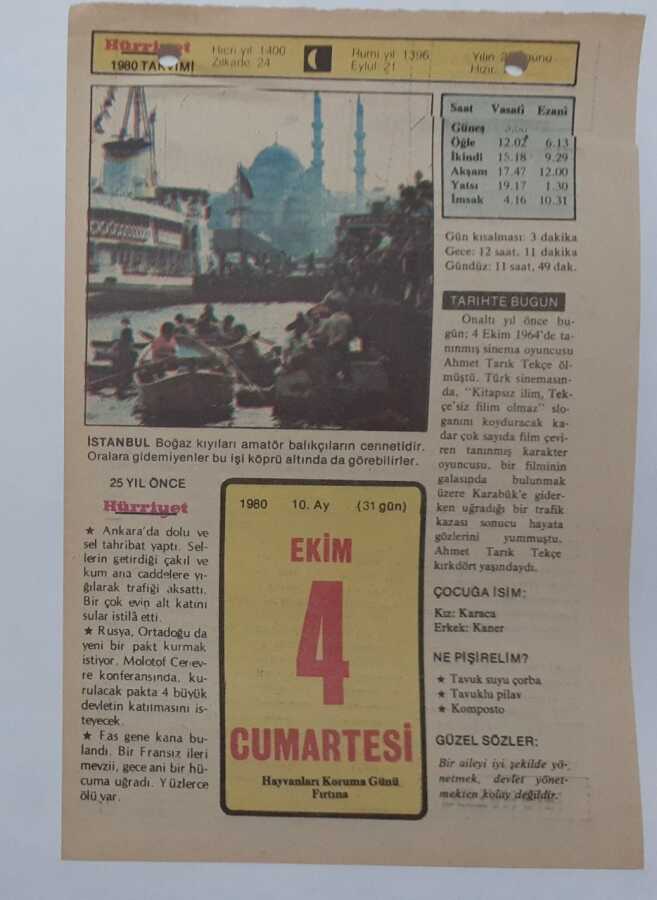 Hürriyet
1980 TAKVİMİ
Hicri yıl 1400
Zilkade 24
Rumi yıl 1396
Eylül 21
Yılın
Hızır
Saat Vasati Ezani
Güneş
Öğle 12.02 6.13
İkindi 15.18 9.29
Akşam 17.47 12.00
Yatsı 19.17 1.30
İmsak 4.16 10.31
Gün kısalması: 3 dakika
Gece: 12 saat, 11 dakika
Gündüz: 11 saat, 49 dak.
İSTANBUL Boğaz kıyıları amatör balıkçıların cennetidir.
Oralara gidemiyenler bu işi köprü altında da görebilirler.
25 YIL ÖNCE
Hürriyet
★ Ankara'da dolu ve
sel tahribat yaptı. Sel-
lerin getirdiği çakıl ve
kum ana caddelere yı-
ğılarak trafiği aksattı.
Bir çok evin alt katını
sular istilâ etti.
★ Rusya, Ortadoğu da
yeni bir pakt kurmak
istiyor. Molotof Cenev-
re konferansında, ku-
rulacak pakta 4 büyük
devletin katılmasını is-
teyecek.
★ Fas gene kana bu-
landı. Bir Fransız ileri
mevzii, gece ani bir hü-
cuma uğradı. Yüzlerce
ölü var.
1980 10. Ay (31 gün)
EKİM
4
CUMARTESİ
Hayvanları Koruma Günü
Fırtına
TARİHTE BUGÜN
Onaltı yıl önce bu-
gün; 4 Ekim 1964'de ta-
nınmış sinema oyuncusu
Ahmet Tarık Tekçe öl-
müştü. Türk sinemasın-
da, "Kitapsız ilim, Tek-
çe'siz filim olmaz" slo-
ganını koyduracak ka-
dar çok sayıda film çevi-
ren tanınmış karakter
oyuncusu, bir filminin
galasında bulunmak
üzere Karabük'e gider-
ken uğradığı bir trafik
kazası sonucu hayata
gözlerini yummuştu.
Ahmet Tarık Tekçe
kırkdört yaşındaydı.
ÇOCUĞA İSİM:
Kız: Karaca
Erkek: Kaner
NE PİŞİRELİM?
★ Tavuk suyu çorba
★ Tavuklu pilav
★ Komposto
GÜZEL SÖZLER:
Bir aileyi iyi şekilde yö-
netmek, devlet yönet-
mekten kolay değildir.